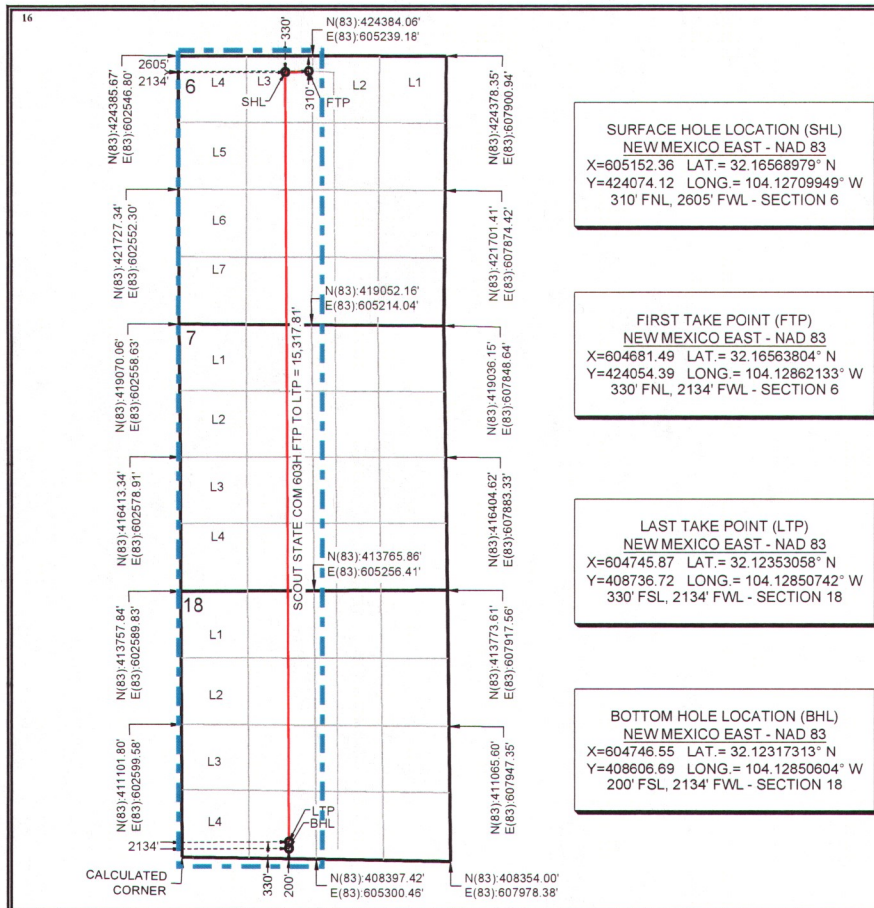 16
330'
N(83):424384.06'
E(83):605239.18'
2605'
2134'
6
L4
L3
L2
L1
SHL
310'
FTP
N(83):424385.67'
E(83):602546.80'
N(83):424378.35'
E(83):607900.94'
L5
L6
L7
N(83):421727.34'
E(83):602552.30'
N(83):421701.41'
E(83):607874.42'
N(83):419052.16'
E(83):605214.04'
7
L1
L2
L3
L4
N(83):419070.06'
E(83):602558.63'
N(83):419036.15'
E(83):607848.64'
SCOUT STATE COM 603H FTP TO LTP = 15,317.81'
N(83):416413.34'
E(83):602578.91'
N(83):416404.62'
E(83):607883.33'
N(83):413765.86'
E(83):605256.41'
18
L1
L2
L3
L4
N(83):413757.84'
E(83):602589.83'
N(83):413773.61'
E(83):607917.56'
N(83):411101.80'
E(83):602599.58'
N(83):411065.60'
E(83):607947.35'
LTP
BHL
2134'
330'
200'
CALCULATED
CORNER
N(83):408397.42'
E(83):605300.46'
N(83):408354.00'
E(83):607978.38'
SURFACE HOLE LOCATION (SHL)
NEW MEXICO EAST - NAD 83
X=605152.36 LAT.= 32.16568979° N
Y=424074.12 LONG.= 104.12709949° W
310' FNL, 2605' FWL - SECTION 6
FIRST TAKE POINT (FTP)
NEW MEXICO EAST - NAD 83
X=604681.49 LAT.= 32.16563804° N
Y=424054.39 LONG.= 104.12862133° W
330' FNL, 2134' FWL - SECTION 6
LAST TAKE POINT (LTP)
NEW MEXICO EAST - NAD 83
X=604745.87 LAT.= 32.12353058° N
Y=408736.72 LONG.= 104.12850742° W
330' FSL, 2134' FWL - SECTION 18
BOTTOM HOLE LOCATION (BHL)
NEW MEXICO EAST - NAD 83
X=604746.55 LAT.= 32.12317313° N
Y=408606.69 LONG.= 104.12850604° W
200' FSL, 2134' FWL - SECTION 18